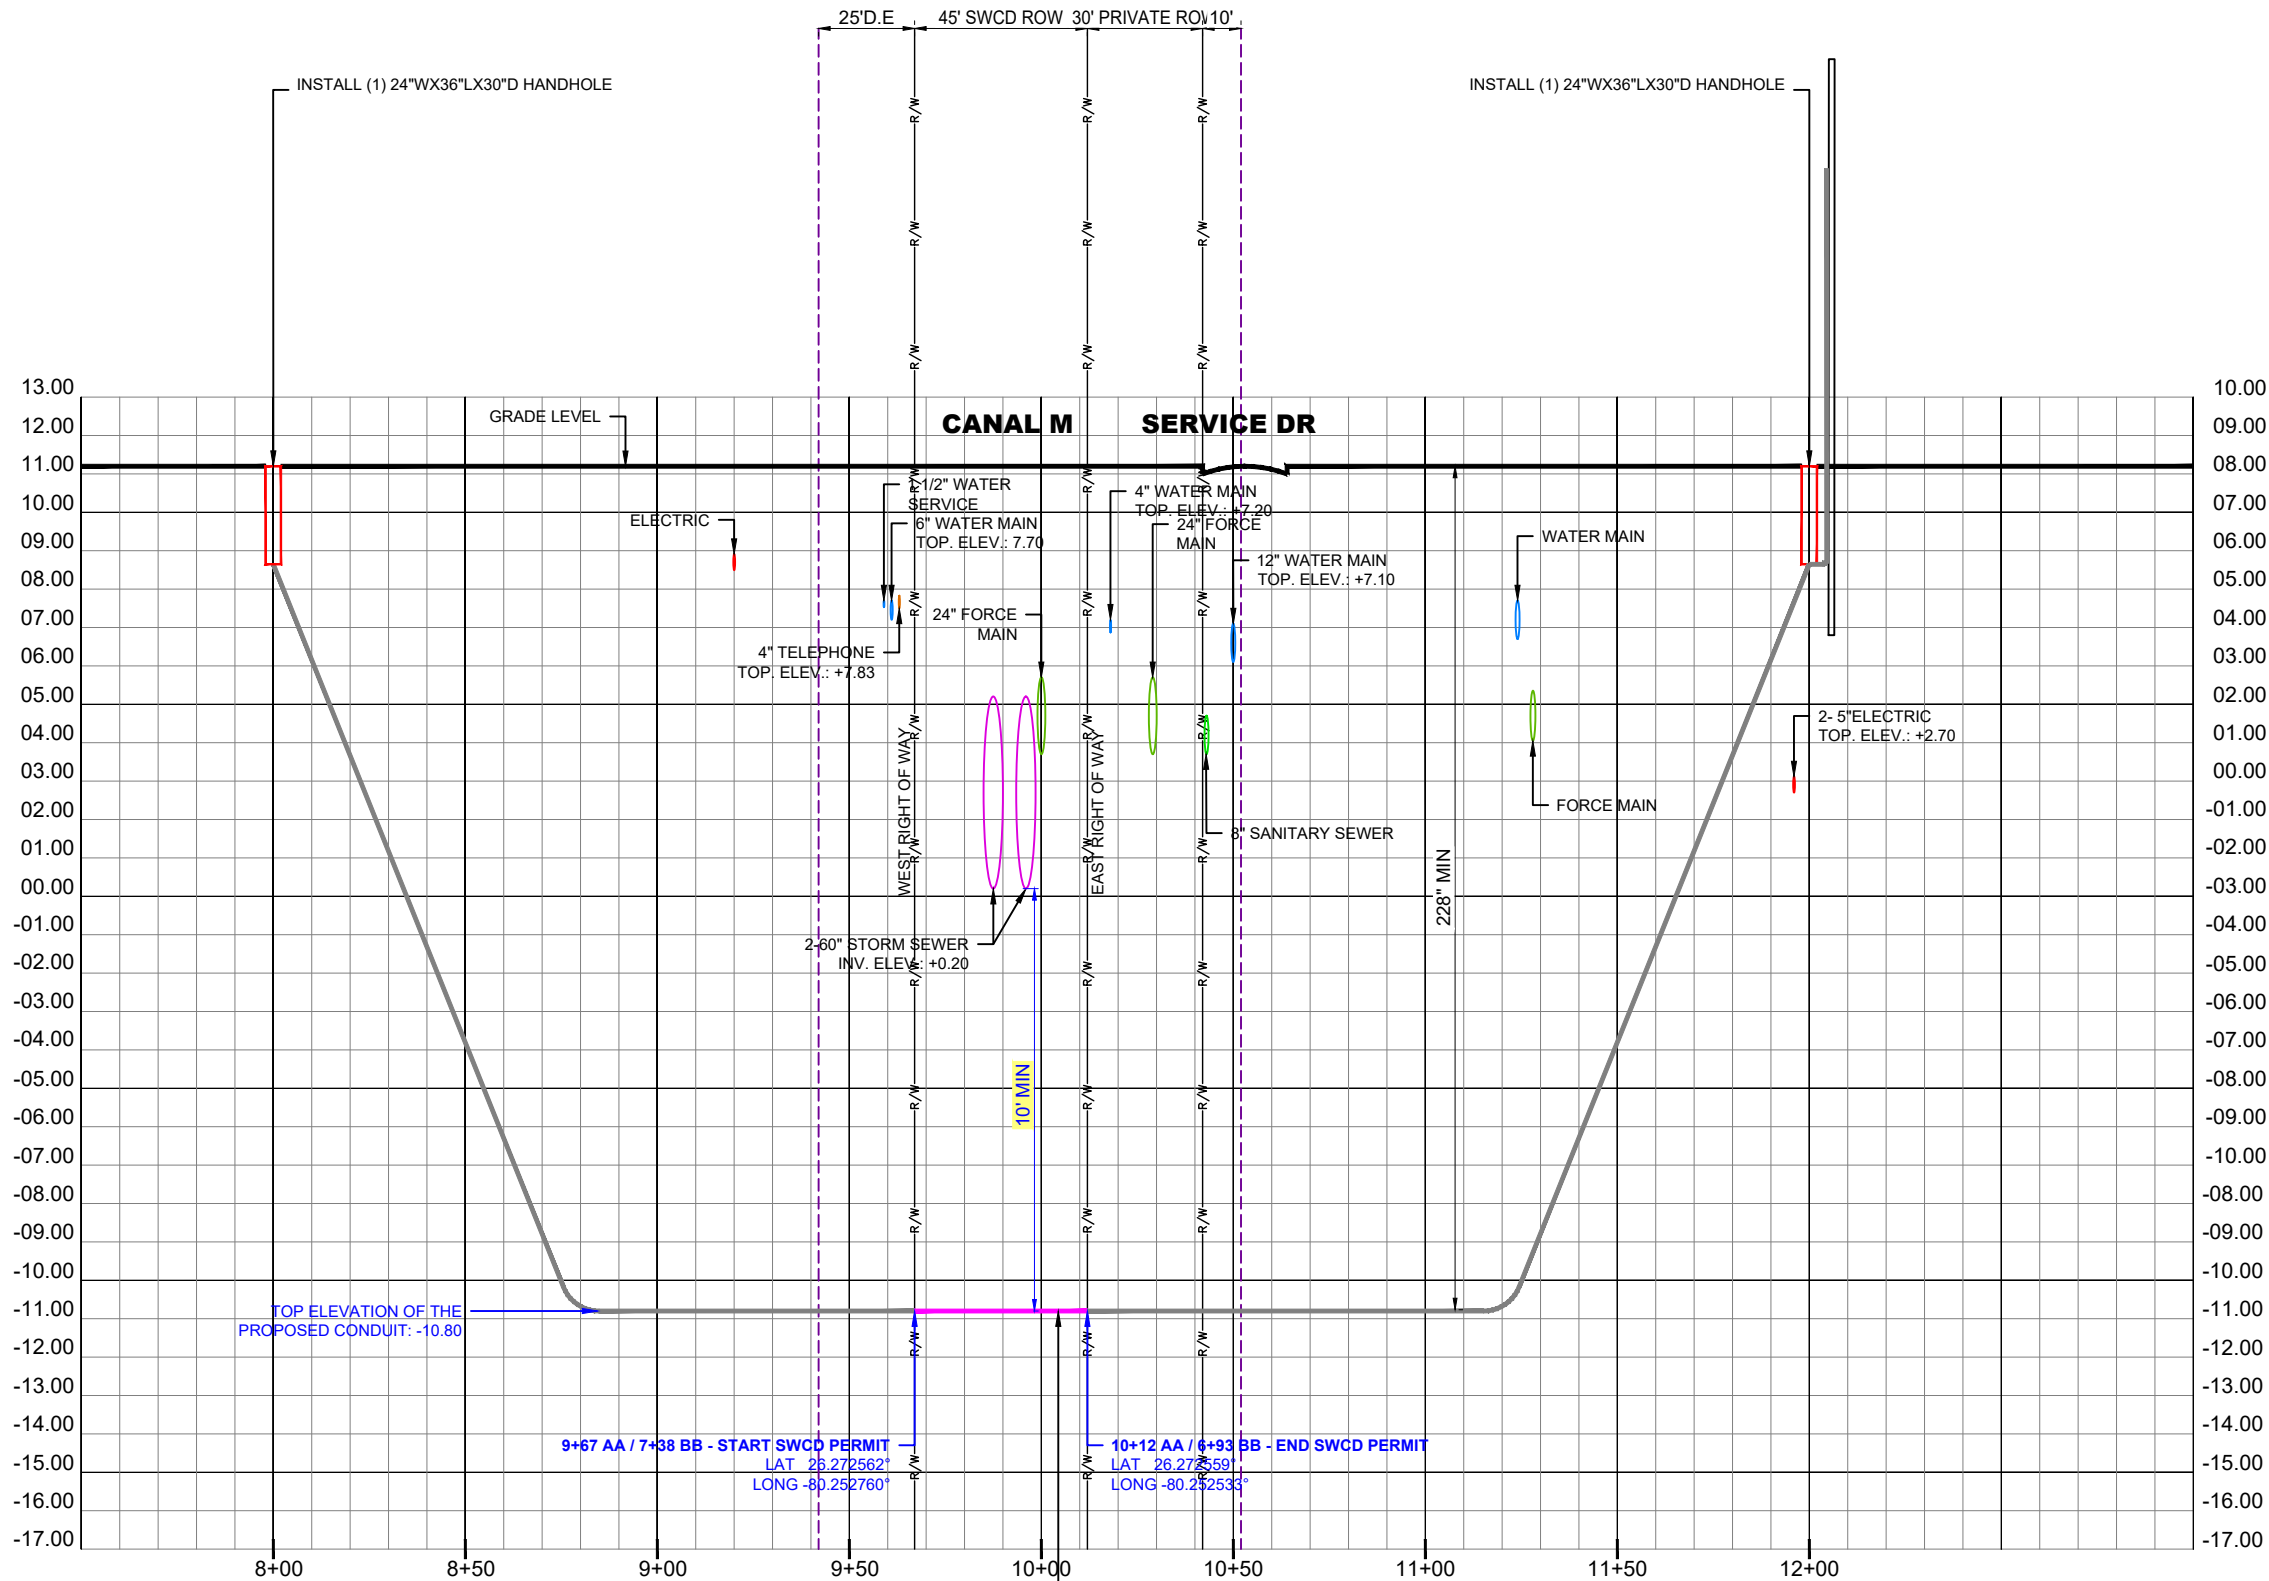 25'D.E
45' SWCD ROW
30' PRIVATE RO
10'
INSTALL (1) 24"WX36"LX30"D HANDHOLE
INSTALL (1) 24"WX36"LX30"D HANDHOLE
R/W R/W R/W
R/W R/W R/W
R/W R/W R/W
CANAL M
SERVICE DR
GRADE LEVEL
1/2" WATER
SERVICE
6" WATER MAIN
TOP. ELEV.: 7.70
ELECTRIC
4" WATER MAIN
TOP. ELEV.: +7.20
24" FORCE
MAIN
WATER MAIN
12" WATER MAIN
TOP. ELEV.: +7.10
24" FORCE
MAIN
4" TELEPHONE
TOP. ELEV.: +7.83
WEST RIGHT OF WAY
EAST RIGHT OF WAY
2- 5"ELECTRIC
TOP. ELEV.: +2.70
FORCE MAIN
8" SANITARY SEWER
228" MIN
2-60" STORM SEWER
INV. ELEV.: +0.20
10' MIN
R/W R/W R/W
R/W R/W R/W
R/W R/W R/W
R/W R/W R/W
R/W R/W R/W
R/W R/W R/W
R/W R/W R/W
R/W R/W R/W
R/W R/W R/W
TOP ELEVATION OF THE
PROPOSED CONDUIT: -10.80
9+67 AA / 7+38 BB - START SWCD PERMIT
LAT 26.272562°
LONG -80.252760°
10+12 AA / 6+93 BB - END SWCD PERMIT
LAT 26.272559°
LONG -80.252533°
13.00
12.00
11.00
10.00
09.00
08.00
07.00
06.00
05.00
04.00
03.00
02.00
01.00
00.00
-01.00
-02.00
-03.00
-04.00
-05.00
-06.00
-07.00
-08.00
-09.00
-10.00
-11.00
-12.00
-13.00
-14.00
-15.00
-16.00
-17.00
10.00
09.00
08.00
07.00
06.00
05.00
04.00
03.00
02.00
01.00
00.00
-01.00
-02.00
-03.00
-04.00
-05.00
-06.00
-07.00
-08.00
-09.00
-10.00
-08.00
-09.00
-10.00
-11.00
-12.00
-13.00
-14.00
-15.00
-16.00
-17.00
8+00
8+50
9+00
9+50
10+00
10+50
11+00
11+50
12+00